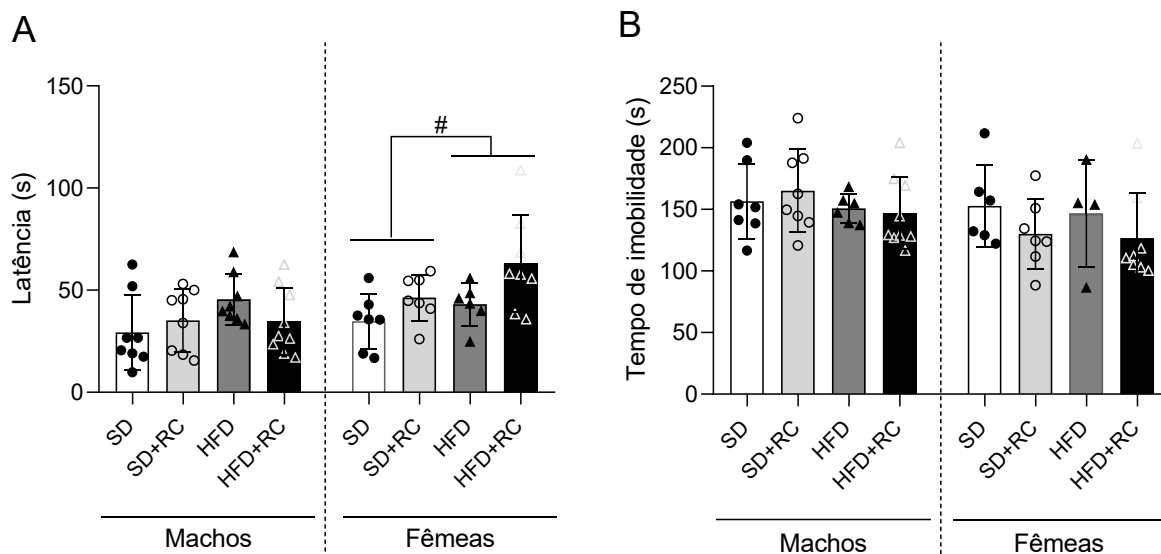 A
Latência (s)
150
100
50
0
#
SD
SD+RC
HFD
HFD+RC
SD
SD+RC
HFD
HFD+RC
Machos
Fêmeas
B
Tempo de imobilidade (s)
250
200
150
100
50
0
SD
SD+RC
HFD
HFD+RC
SD
SD+RC
HFD
HFD+RC
Machos
Fêmeas